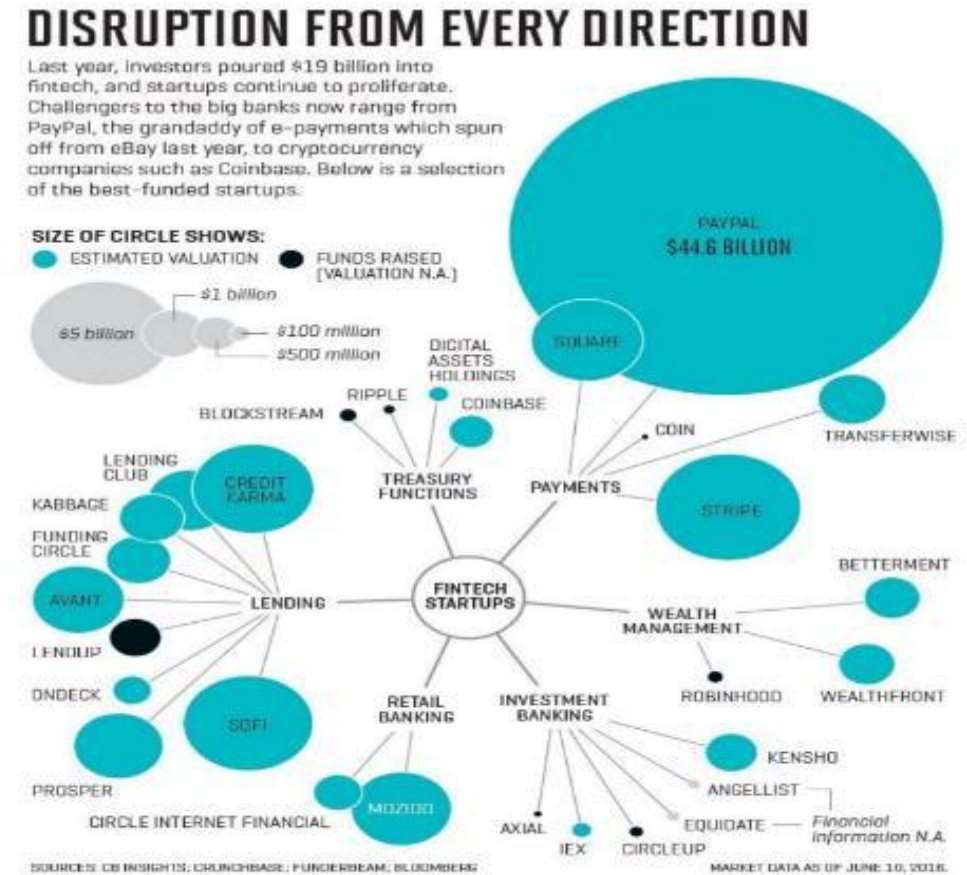 DISRUPTION FROM EVERY DIRECTION
Last year, investors poured $19 billion into
fintech, and startups continue to proliferate.
Challengers to the big banks now range from
PayPal, the grandaddy of e-payments which spun
off from eBay last year, to cryptocurrency
companies such as Coinbase. Below is a selection
of the best-funded startups.
SIZE OF CIRCLE SHOWS:
ESTIMATED VALUATION
FUNDS RAISED
[VALUATION N.A.]
$5 billion
$1 billion
$100 million
$500 million
PAYPAL
$44.6 BILLION
SQUARE
TRANSFERWISE
COIN
STRIPE
PAYMENTS
DIGITAL
ASSETS
HOLDINGS
RIPPLE
BLOCKSTREAM
COINBASE
TREASURY
FUNCTIONS
LENDING
CLUB
CREDIT
KARMA
KABBAGE
FUNDING
CIRCLE
AVANT
LENDUP
ONDECK
PROSPER
SOFI
LENDING
FINTECH
STARTUPS
BETTERMENT
WEALTH
MANAGEMENT
ROBINHOOD
WEALTHFRONT
RETAIL
BANKING
CIRCLE INTERNET FINANCIAL
MOZIDO
INVESTMENT
BANKING
KENSHO
ANGELLIST
EQUIDATE
Financial
information N.A.
AXIAL
IEX
CIRCLEUP
SOURCES: CB INSIGHTS; CRUNCHBASE; FUNDERBEAM; BLOOMBERG
MARKET DATA AS OF JUNE 10, 2016.